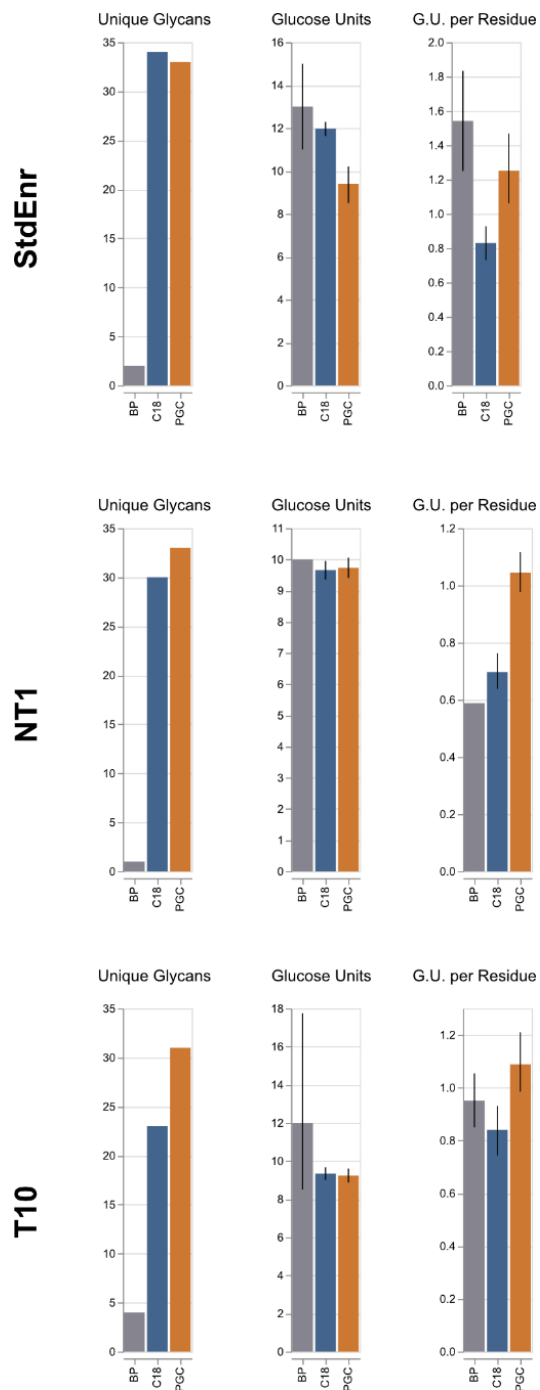 StdEnr
Unique Glycans
35
30
25
20
15
10
5
0
BP
C18
PGC
Glucose Units
16
14
12
10
8
6
4
2
0
BP
C18
PGC
G.U. per Residue
2.0
1.8
1.6
1.4
1.2
1.0
0.8
0.6
0.4
0.2
0.0
BP
C18
PGC
NT1
Unique Glycans
35
30
25
20
15
10
5
0
BP
C18
PGC
Glucose Units
11
10
9
8
7
6
5
4
3
2
1
0
BP
C18
PGC
G.U. per Residue
1.2
1.0
0.8
0.6
0.4
0.2
0.0
BP
C18
PGC
T10
Unique Glycans
35
30
25
20
15
10
5
0
BP
C18
PGC
Glucose Units
18
16
14
12
10
8
6
4
2
0
BP
C18
PGC
G.U. per Residue
1.2
1.0
0.8
0.6
0.4
0.2
0.0
BP
C18
PGC